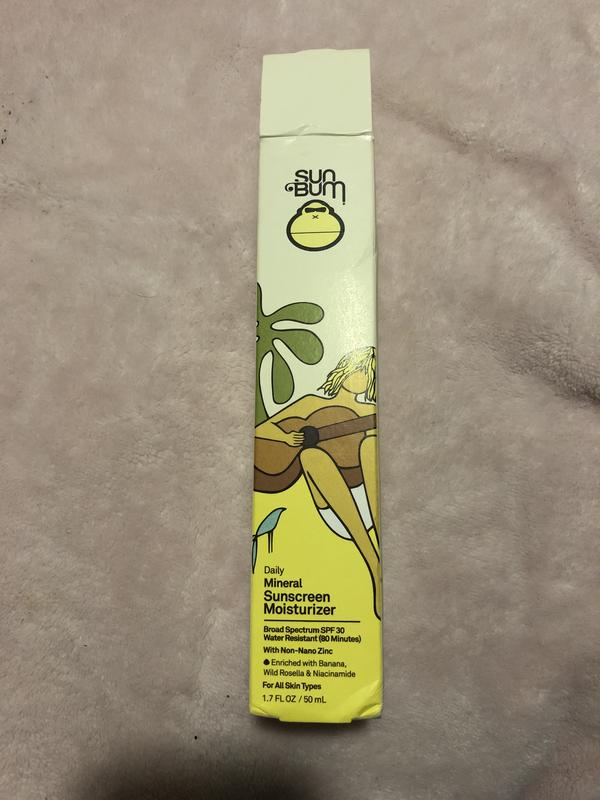 SUN
BUM
Daily
Mineral
Sunscreen
Moisturizer
Broad Spectrum SPF 30
Water Resistant (80 Minutes)
With Non-Nano Zinc
Enriched with Banana,
Wild Rosella & Niacinamide
For All Skin Types
1.7 FL OZ / 50 mL